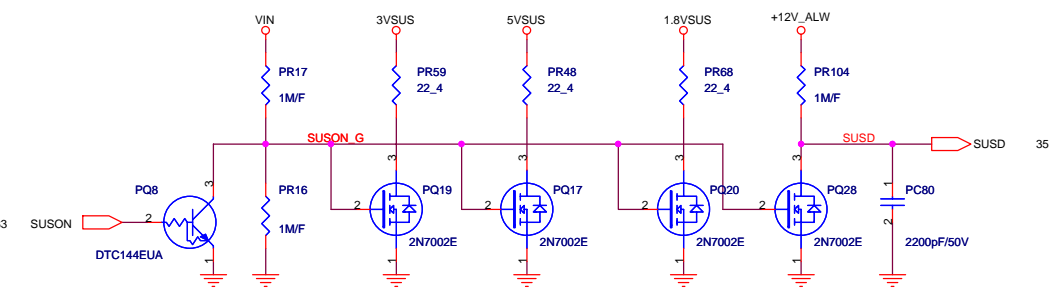 VIN
3VSUS
5VSUS
1.8VSUS
+12V_ALW
PR17
1M/F
PR59
22_4
PR48
22_4
PR68
22_4
PR104
1M/F
SUSON_G
SUSD
SUSD
35
3
3
3
3
3
1
PQ8
PR16
PQ19
PQ17
PQ20
PQ28
PC80
2
2
2
2
2
3
SUSON
2
1M/F
2N7002E
2N7002E
2N7002E
2N7002E
2200pF/50V
DTC144EUA
1
1
1
1
1
2